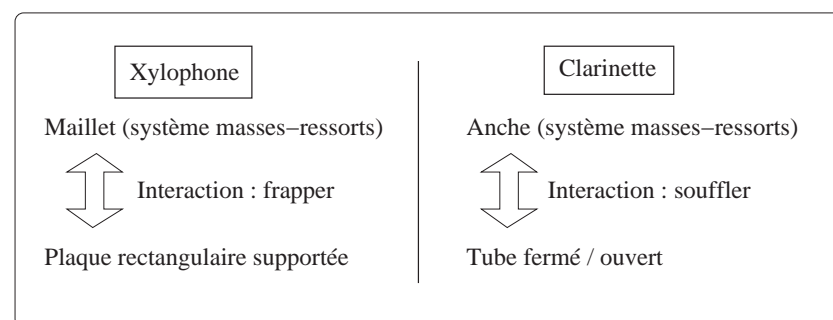 Xylophone
Maillet (système masses−ressorts)
Interaction : frapper
Plaque rectangulaire supportée
Clarinette
Anche (système masses−ressorts)
Interaction : souffler
Tube fermé / ouvert